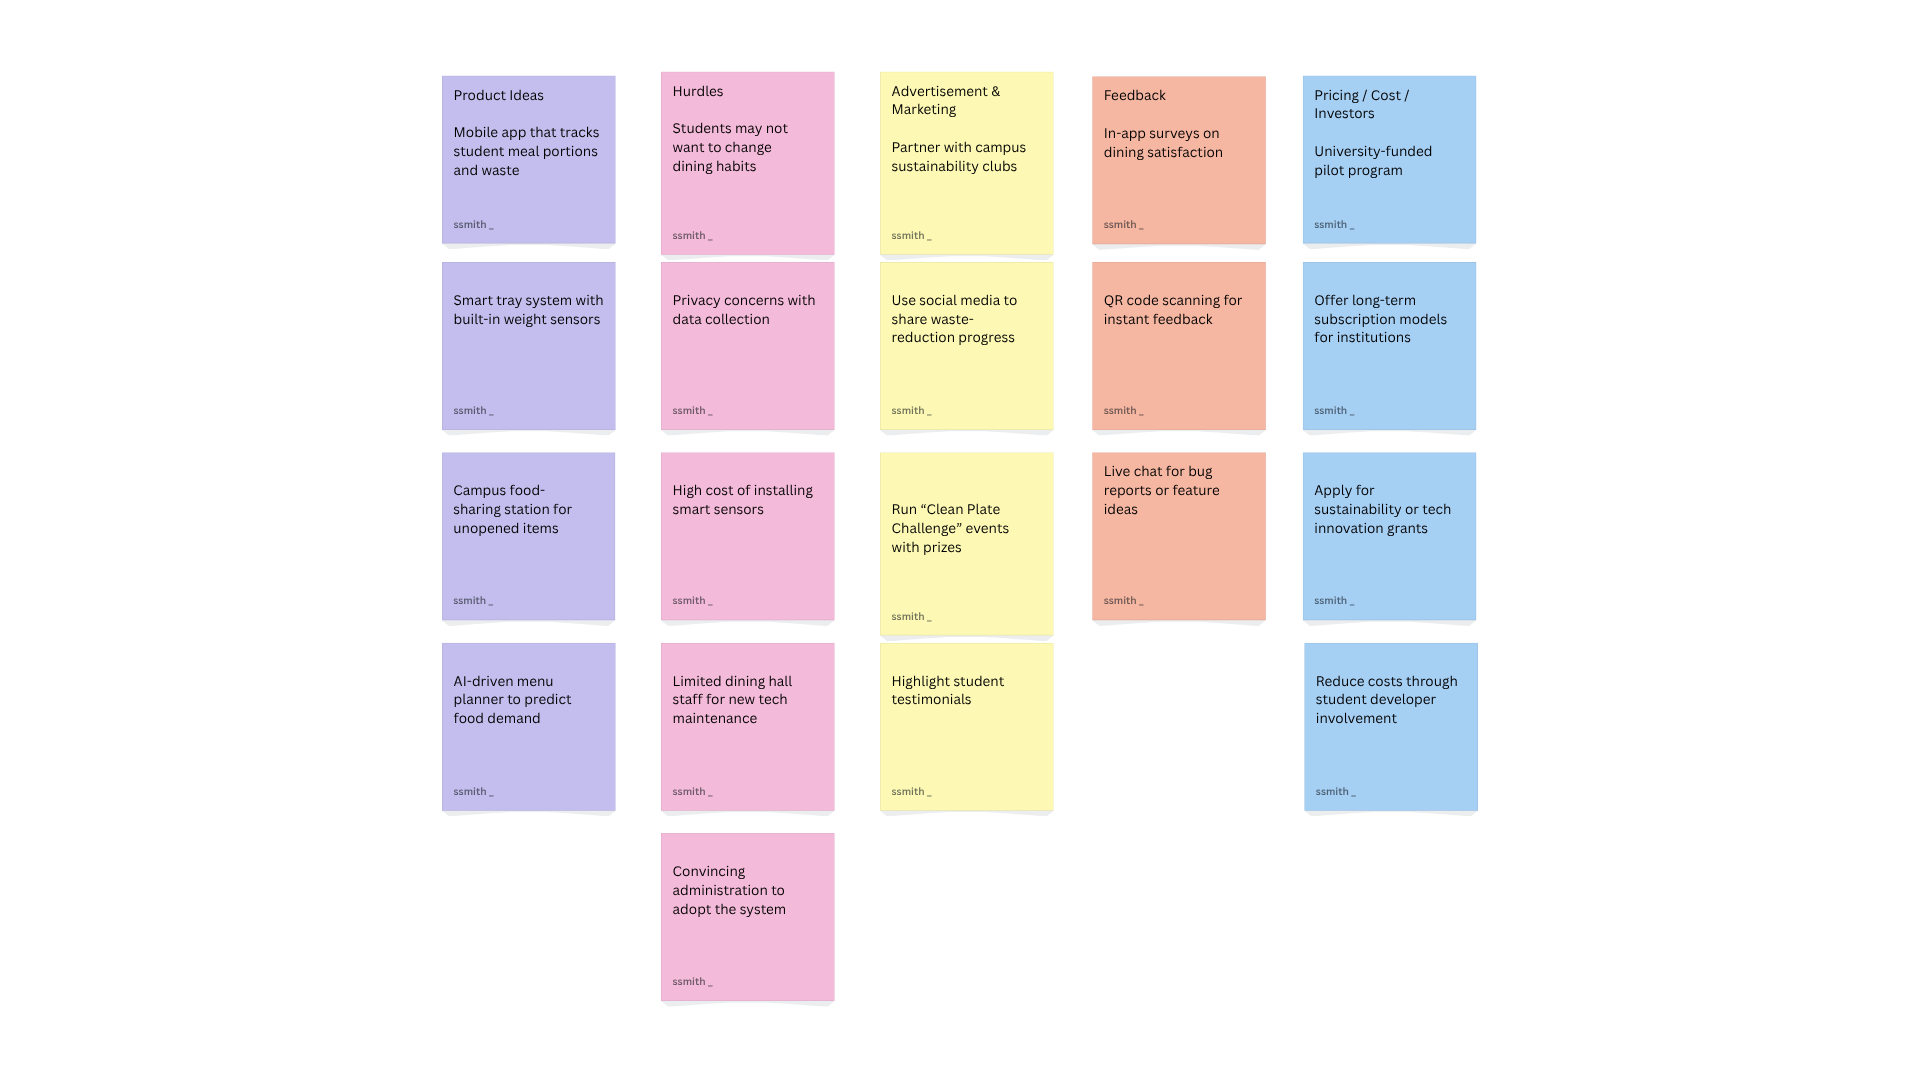 Product Ideas
Mobile app that tracks
student meal portions
and waste
ssmith _
Smart tray system with
built-in weight sensors
ssmith _
Campus food-
sharing station for
unopened items
ssmith _
AI-driven menu
planner to predict
food demand
ssmith _
Hurdles
Students may not
want to change
dining habits
ssmith _
Privacy concerns with
data collection
ssmith _
High cost of installing
smart sensors
ssmith _
Limited dining hall
staff for new tech
maintenance
ssmith _
Convincing
administration to
adopt the system
ssmith _
Advertisement &
Marketing
Partner with campus
sustainability clubs
ssmith _
Use social media to
share waste-
reduction progress
ssmith _
Run “Clean Plate
Challenge” events
with prizes
ssmith _
Highlight student
testimonials
ssmith _
Feedback
In-app surveys on
dining satisfaction
ssmith _
QR code scanning for
instant feedback
ssmith _
Live chat for bug
reports or feature
ideas
ssmith _
Pricing / Cost /
Investors
University-funded
pilot program
ssmith _
Offer long-term
subscription models
for institutions
ssmith _
Apply for
sustainability or tech
innovation grants
ssmith _
Reduce costs through
student developer
involvement
ssmith _